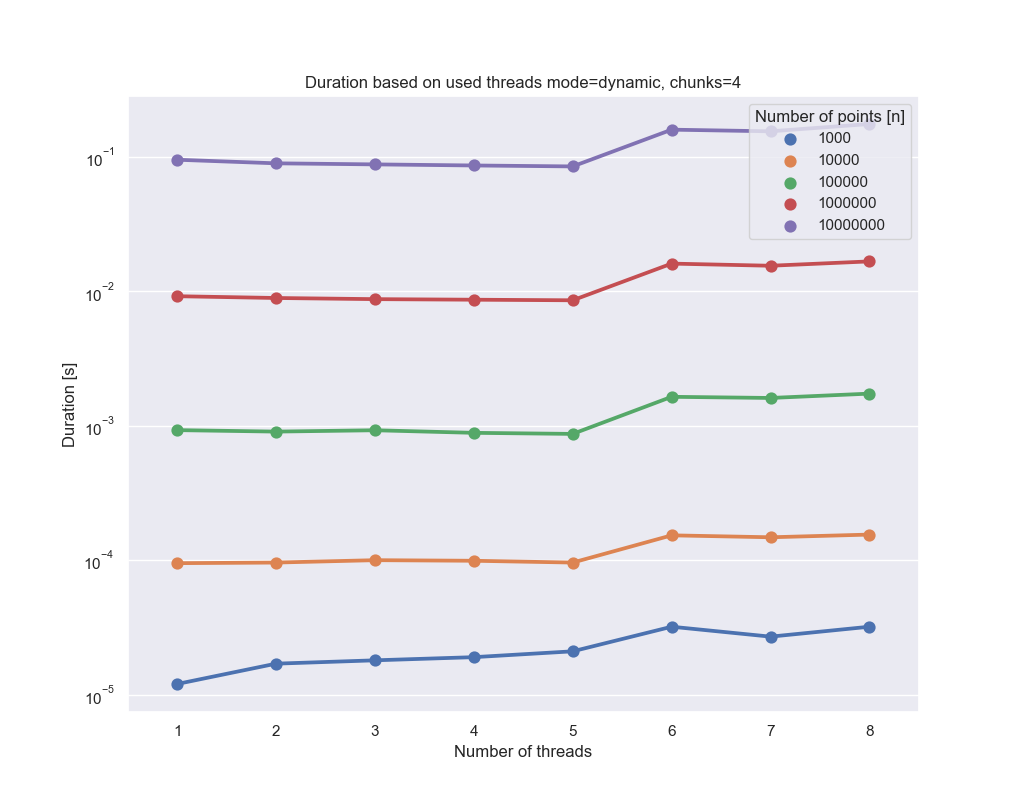 Duration based on used threads mode=dynamic, chunks=4
Number of points [n]
1000
10000
100000
1000000
10000000
Duration [s]
10⁻¹
10⁻²
10⁻³
10⁻⁴
10⁻⁵
1 2 3 4 5 6 7 8
Number of threads